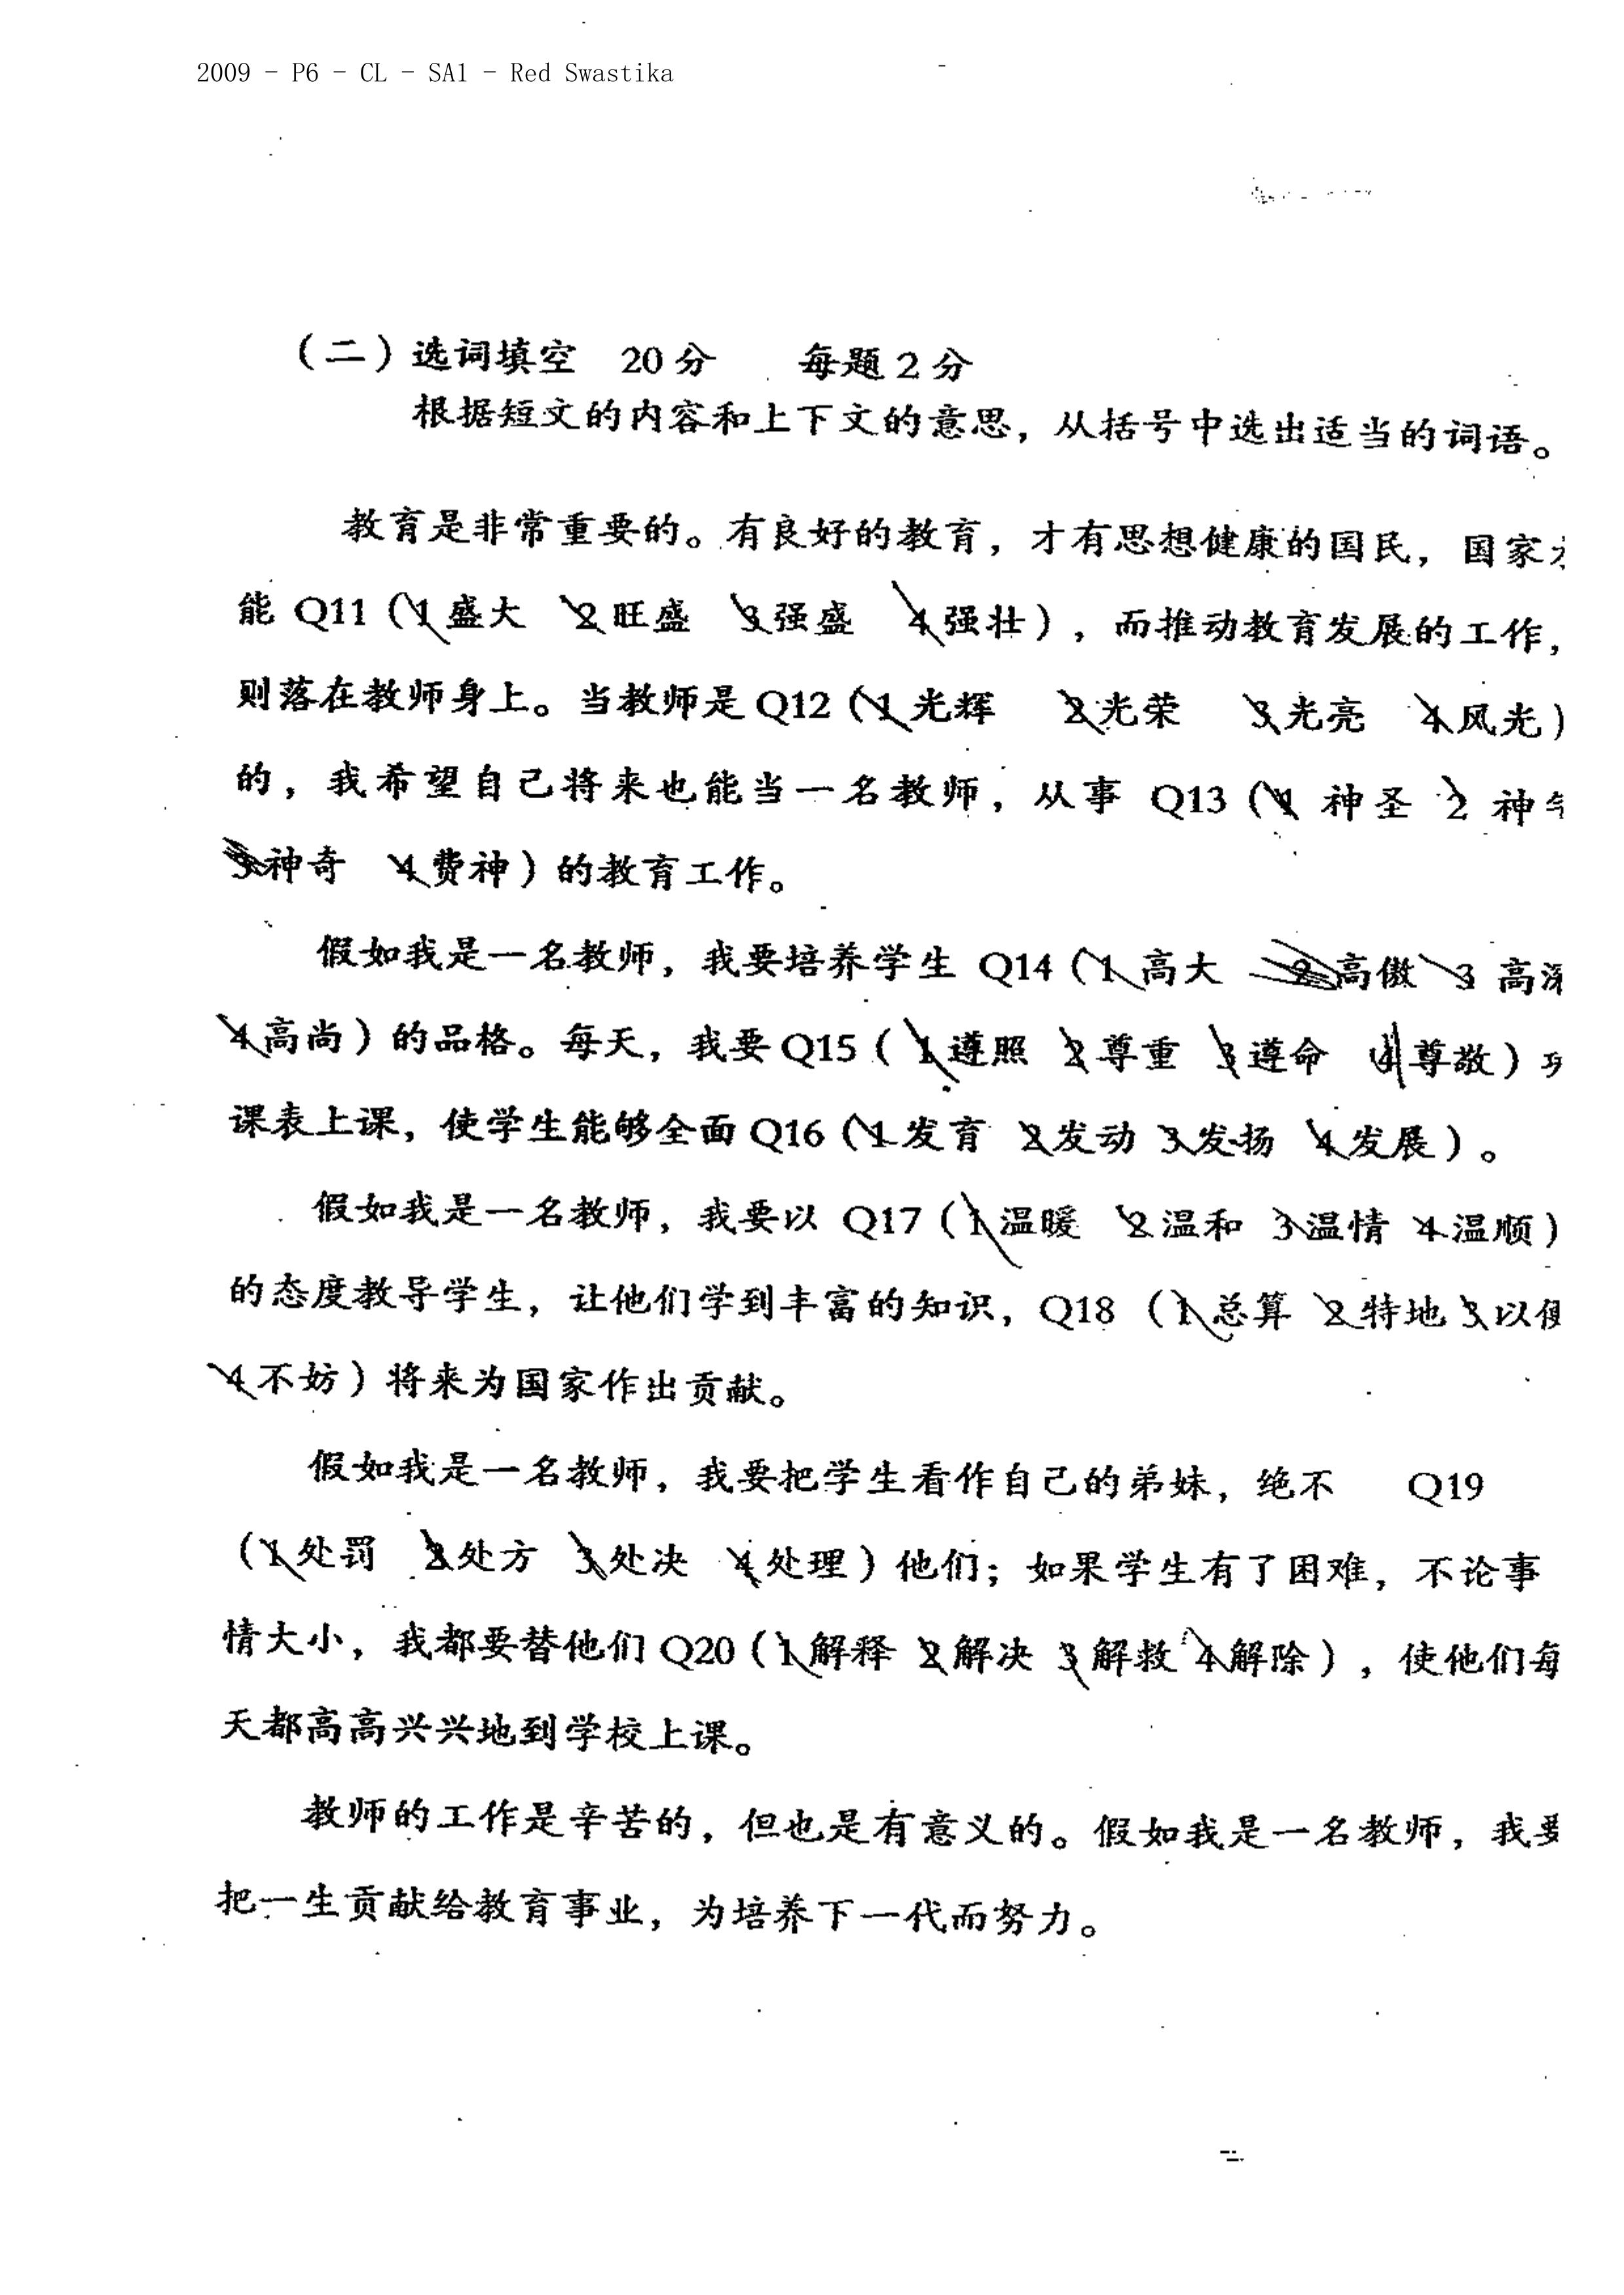 2009 - P6 - CL - SA1 - Red Swastika
（二）选词填空 20分 每题2分
根据短文的内容和上下文的意思，从括号中选出适当的词语。
教育是非常重要的。有良好的教育，才有思想健康的国民，国家
能 Q11（1盛大 2旺盛 3强盛 4强壮），而推动教育发展的工作，
则落在教师身上。当教师是Q12（1光辉 2光荣 3光亮 4风光）
的，我希望自己将来也能当一名教师，从事 Q13（1 神圣 2 神
3神奇 4费神）的教育工作。
假如我是一名教师，我要培养学生 Q14（1高大 2高傲 3 高
4高尚）的品格。每天，我要Q15（1遵照 2尊重 3遵命 4尊敬）
课表上课，使学生能够全面Q16（1发育 2发动 3发扬 4发展）。
假如我是一名教师，我要以 Q17（1温暖 2温和 3温情 4温顺）
的态度教导学生，让他们学到丰富的知识，Q18（1总算 2特地 3以
4不妨）将来为国家作出贡献。
假如我是一名教师，我要把学生看作自己的弟妹，绝不 Q19
（1处罚 2处方 3处决 4处理）他们；如果学生有了困难，不论事
情大小，我都要替他们Q20（1解释 2解决 3解救 4解除），使他们每
天都高高兴兴地到学校上课。
教师的工作是辛苦的，但也是有意义的。假如我是一名教师，我要
把一生贡献给教育事业，为培养下一代而努力。